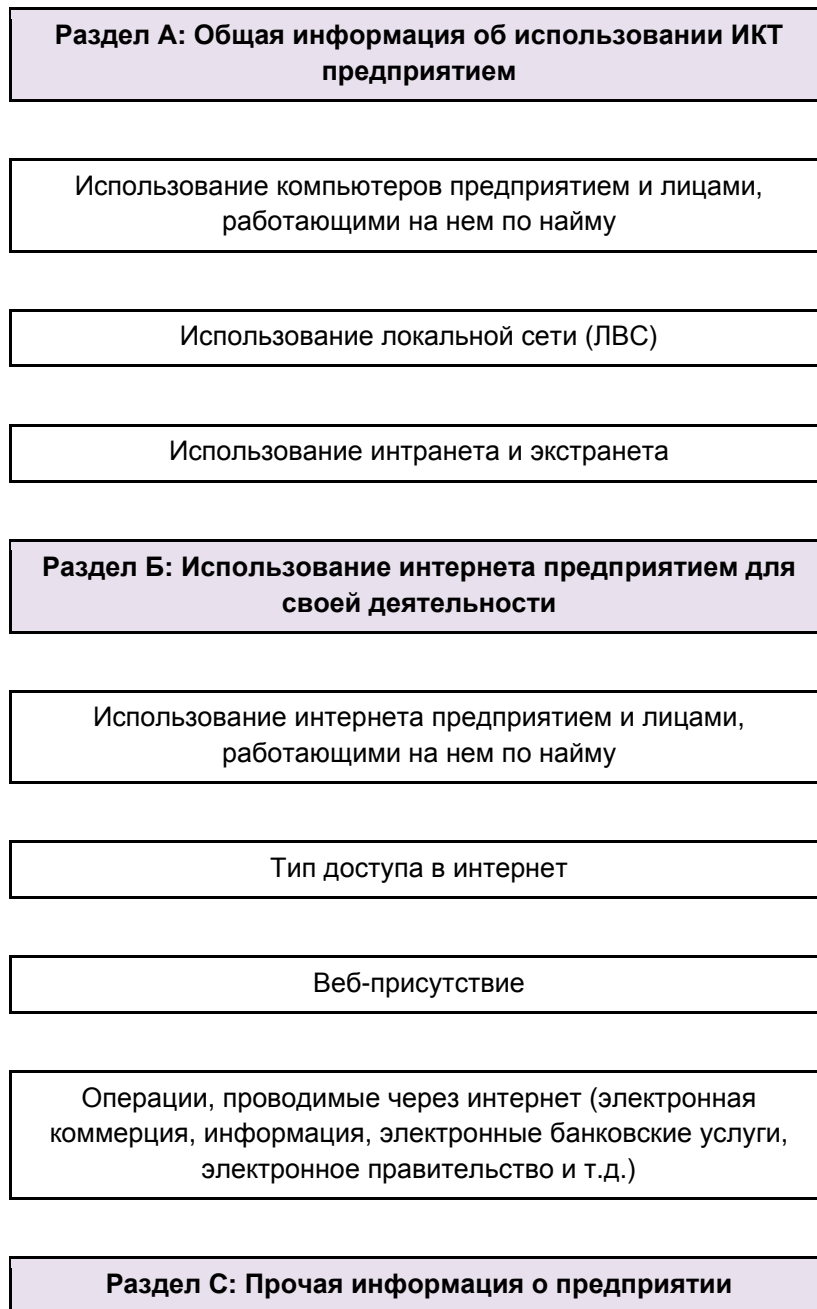 Раздел А: Общая информация об использовании ИКТ
предприятием
Использование компьютеров предприятием и лицами,
работающими на нем по найму
Использование локальной сети (ЛВС)
Использование интранета и экстранета
Раздел Б: Использование интернета предприятием для
своей деятельности
Использование интернета предприятием и лицами,
работающими на нем по найму
Тип доступа в интернет
Веб-присутствие
Операции, проводимые через интернет (электронная
коммерция, информация, электронные банковские услуги,
электронное правительство и т.д.)
Раздел С: Прочая информация о предприятии